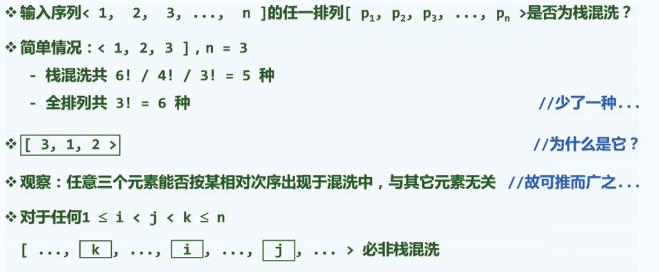 ❖输入序列< 1, 2, 3, ..., n ]的任一排列[ p₁, p₂, p₃, ..., pₙ >是否为栈混洗？
❖简单情况：< 1, 2, 3 ], n = 3
- 栈混洗共 6! / 4! / 3! = 5 种
- 全排列共 3! = 6 种 //少了一种...
❖[ 3, 1, 2 > //为什么是它？
❖观察：任意三个元素能否按某相对次序出现于混洗中，与其它元素无关 //故可推而广之...
❖对于任何1 ≤ i < j < k ≤ n
[ ..., k, ..., i, ..., j, ... > 必非栈混洗